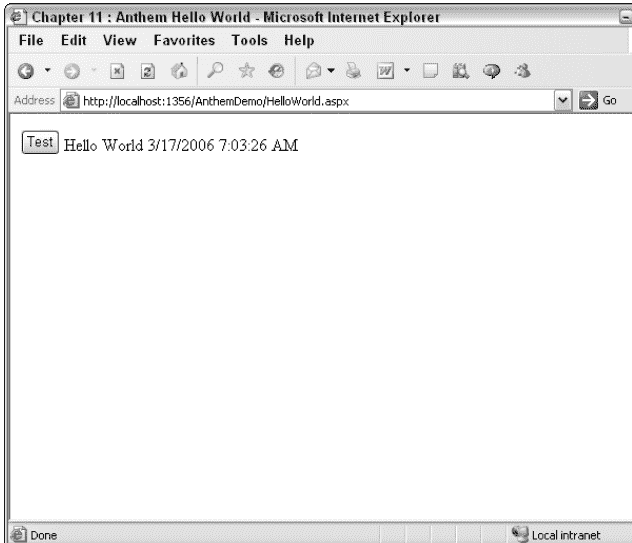 Chapter 11 : Anthem Hello World - Microsoft Internet Explorer
File Edit View Favorites Tools Help
Address http://localhost:1356/AnthemDemo/HelloWorld.aspx Go
Test Hello World 3/17/2006 7:03:26 AM
Done Local intranet